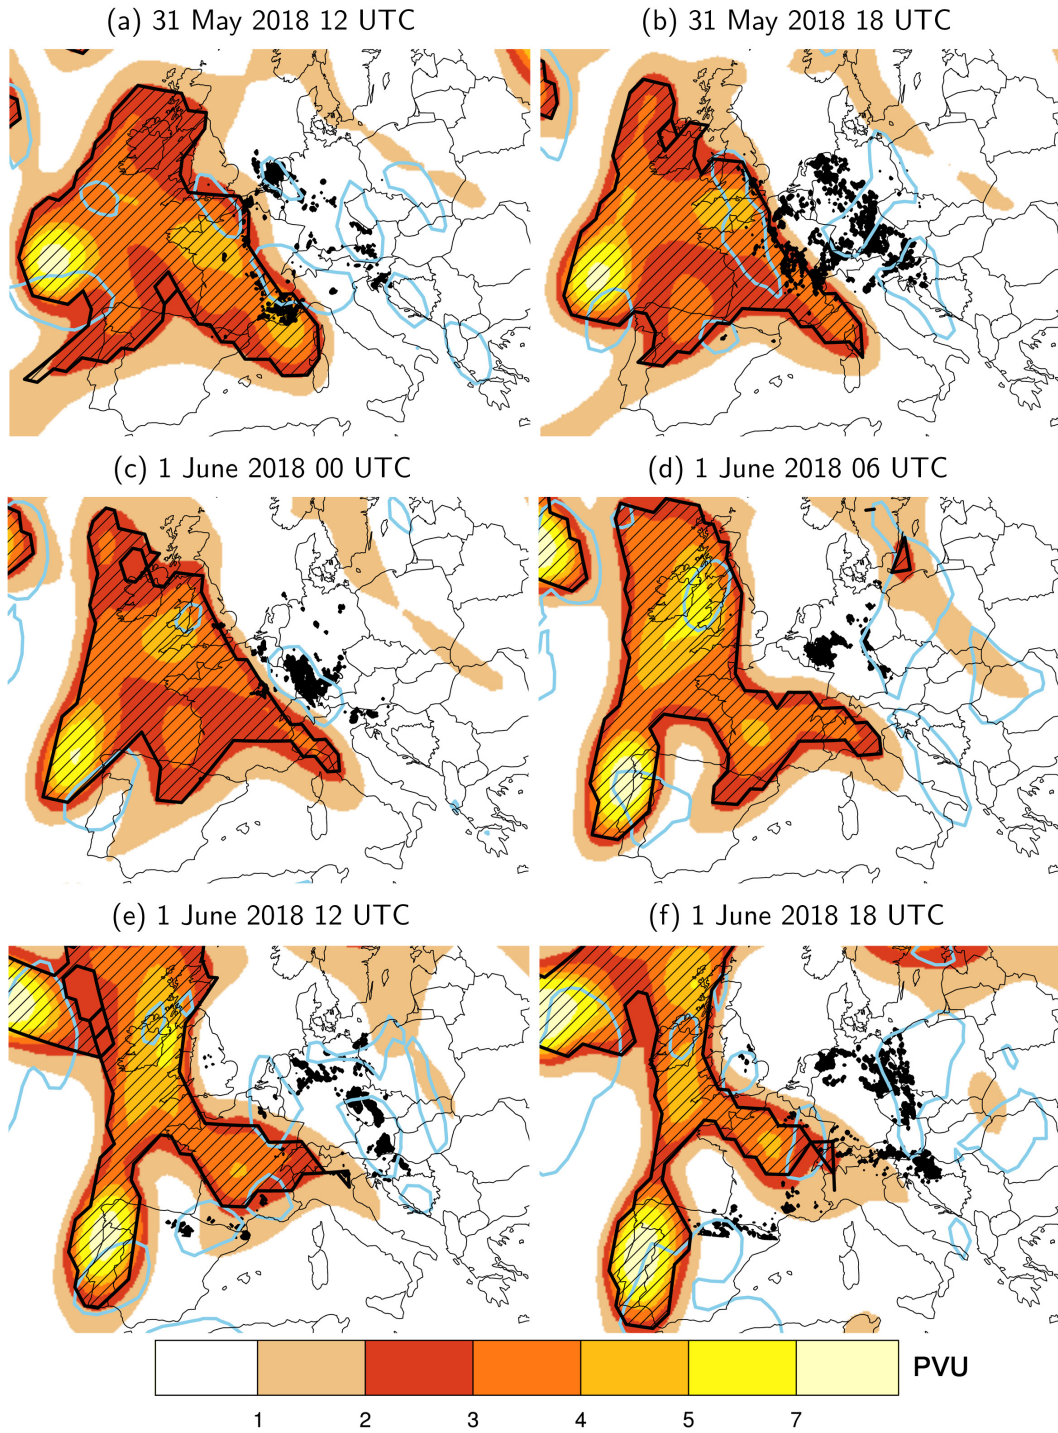 (a) 31 May 2018 12 UTC
(b) 31 May 2018 18 UTC
(c) 1 June 2018 00 UTC
(d) 1 June 2018 06 UTC
(e) 1 June 2018 12 UTC
(f) 1 June 2018 18 UTC
PVU
1 2 3 4 5 7